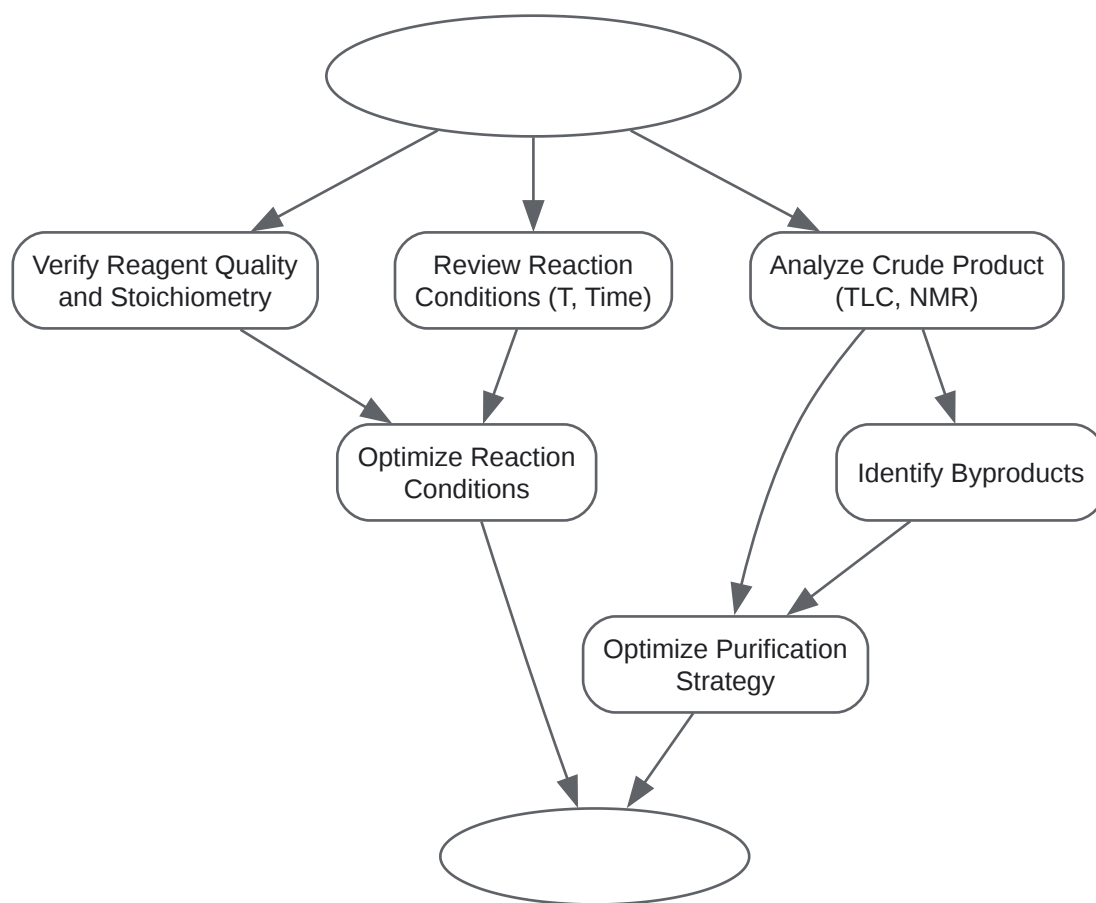 Verify Reagent Quality
and Stoichiometry
Review Reaction
Conditions (T, Time)
Analyze Crude Product
(TLC, NMR)
Optimize Reaction
Conditions
Identify Byproducts
Optimize Purification
Strategy